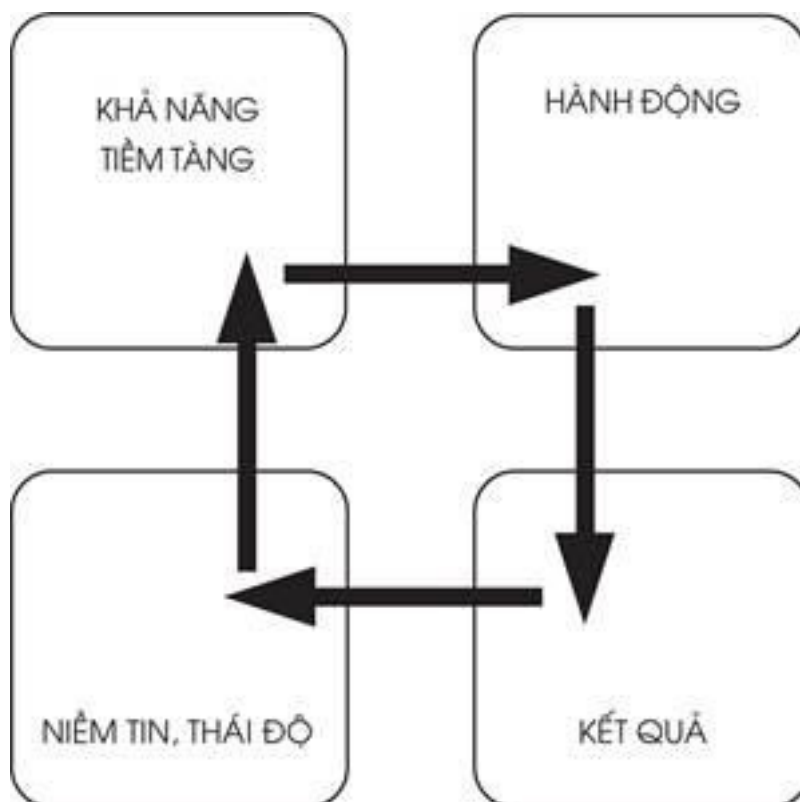 KHẢ NĂNG
TIỀM TÀNG
HÀNH ĐỘNG
NIỀM TIN, THÁI ĐỘ
KẾT QUẢ